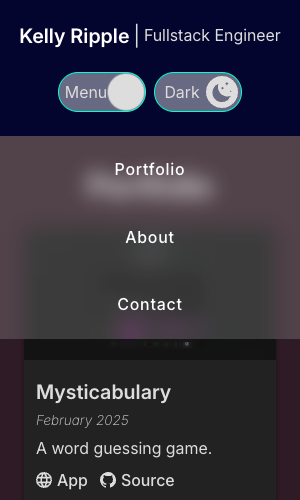 Kelly Ripple | Fullstack Engineer
Menu Dark
Portfolio
About
Contact
Mysticabulary
February 2025
A word guessing game.
App Source